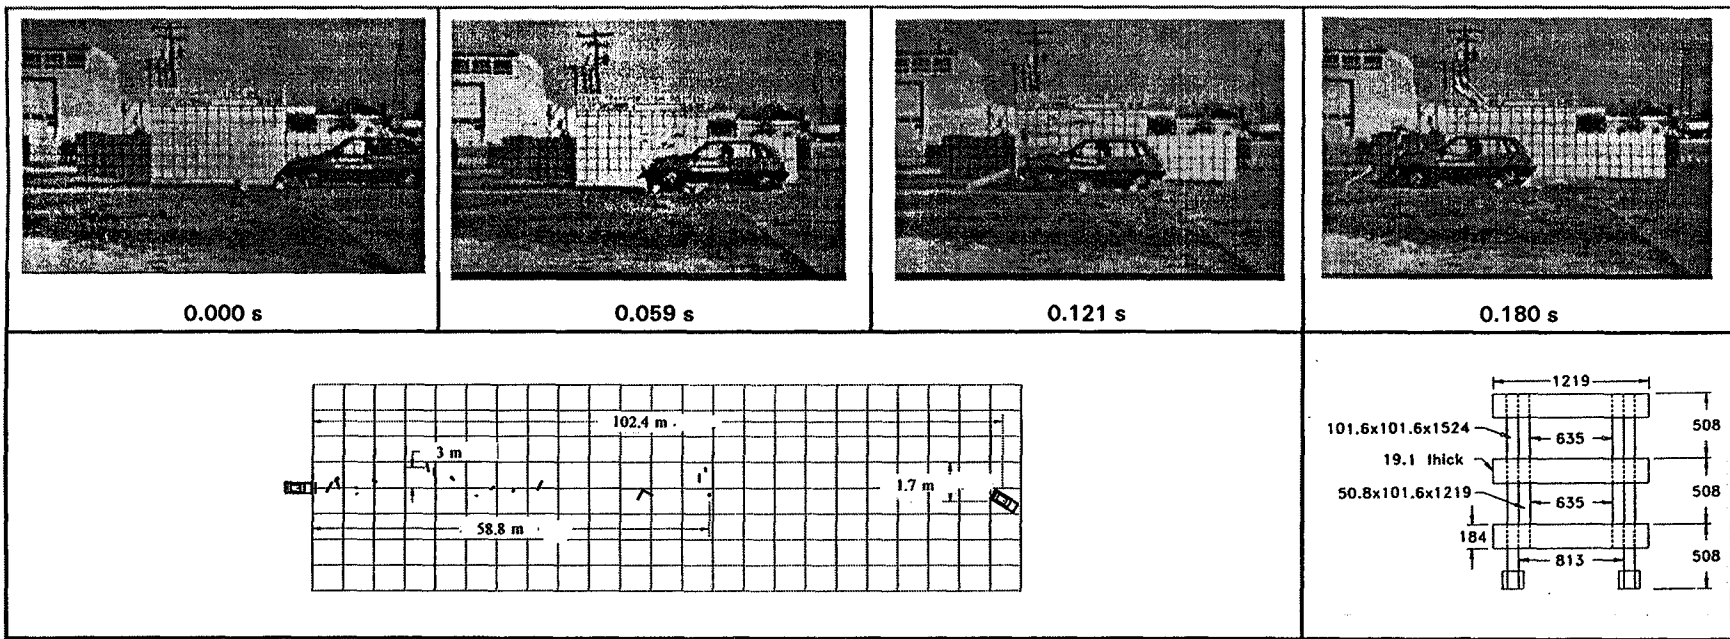 0.000 s
0.059 s
0.121 s
0.180 s
102.4 m
3 m
1.7 m
58.8 m
1219
101.6x101.6x1524
635
508
19.1 thick
50.8x101.6x1219
635
508
184
813
508